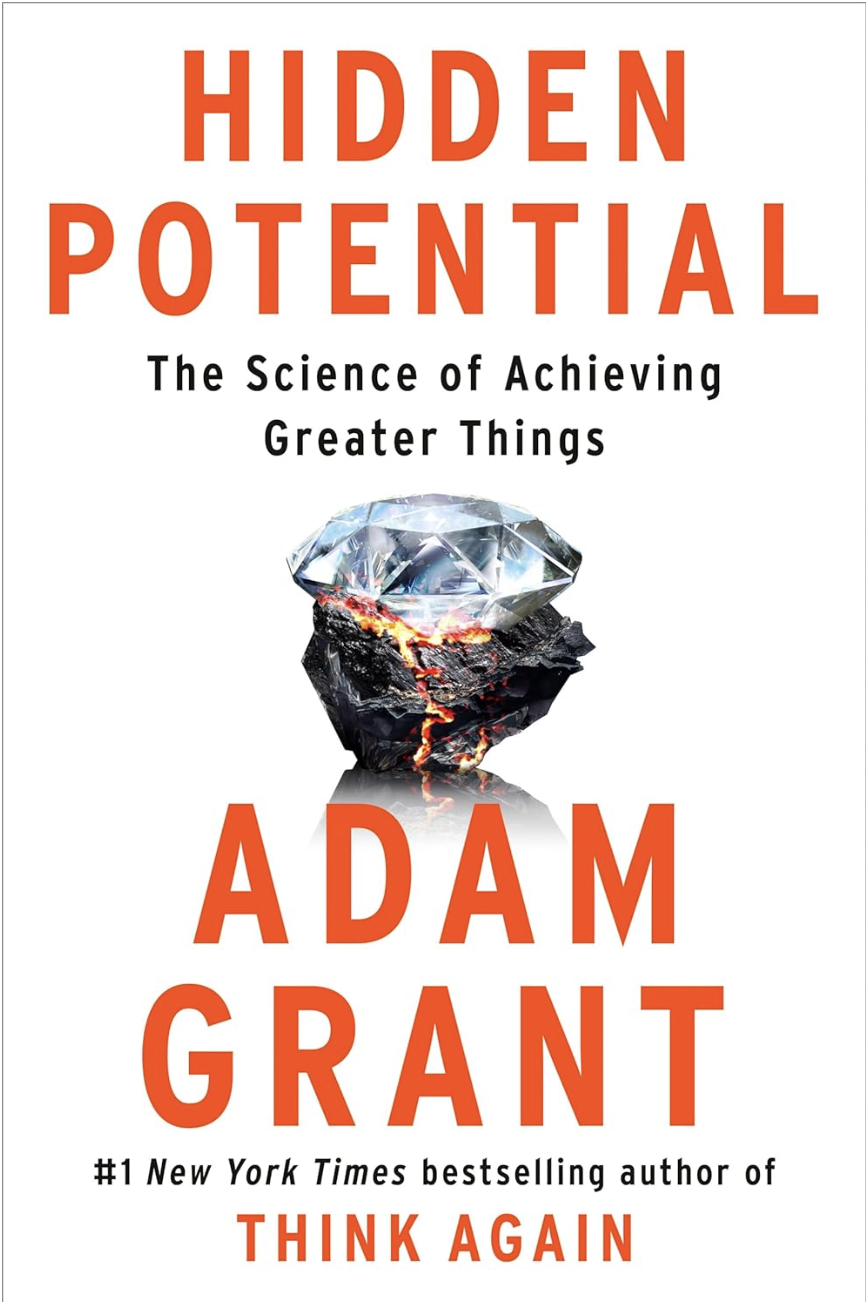 HIDDEN
POTENTIAL
The Science of Achieving
Greater Things
ADAM
GRANT
#1 New York Times bestselling author of
THINK AGAIN